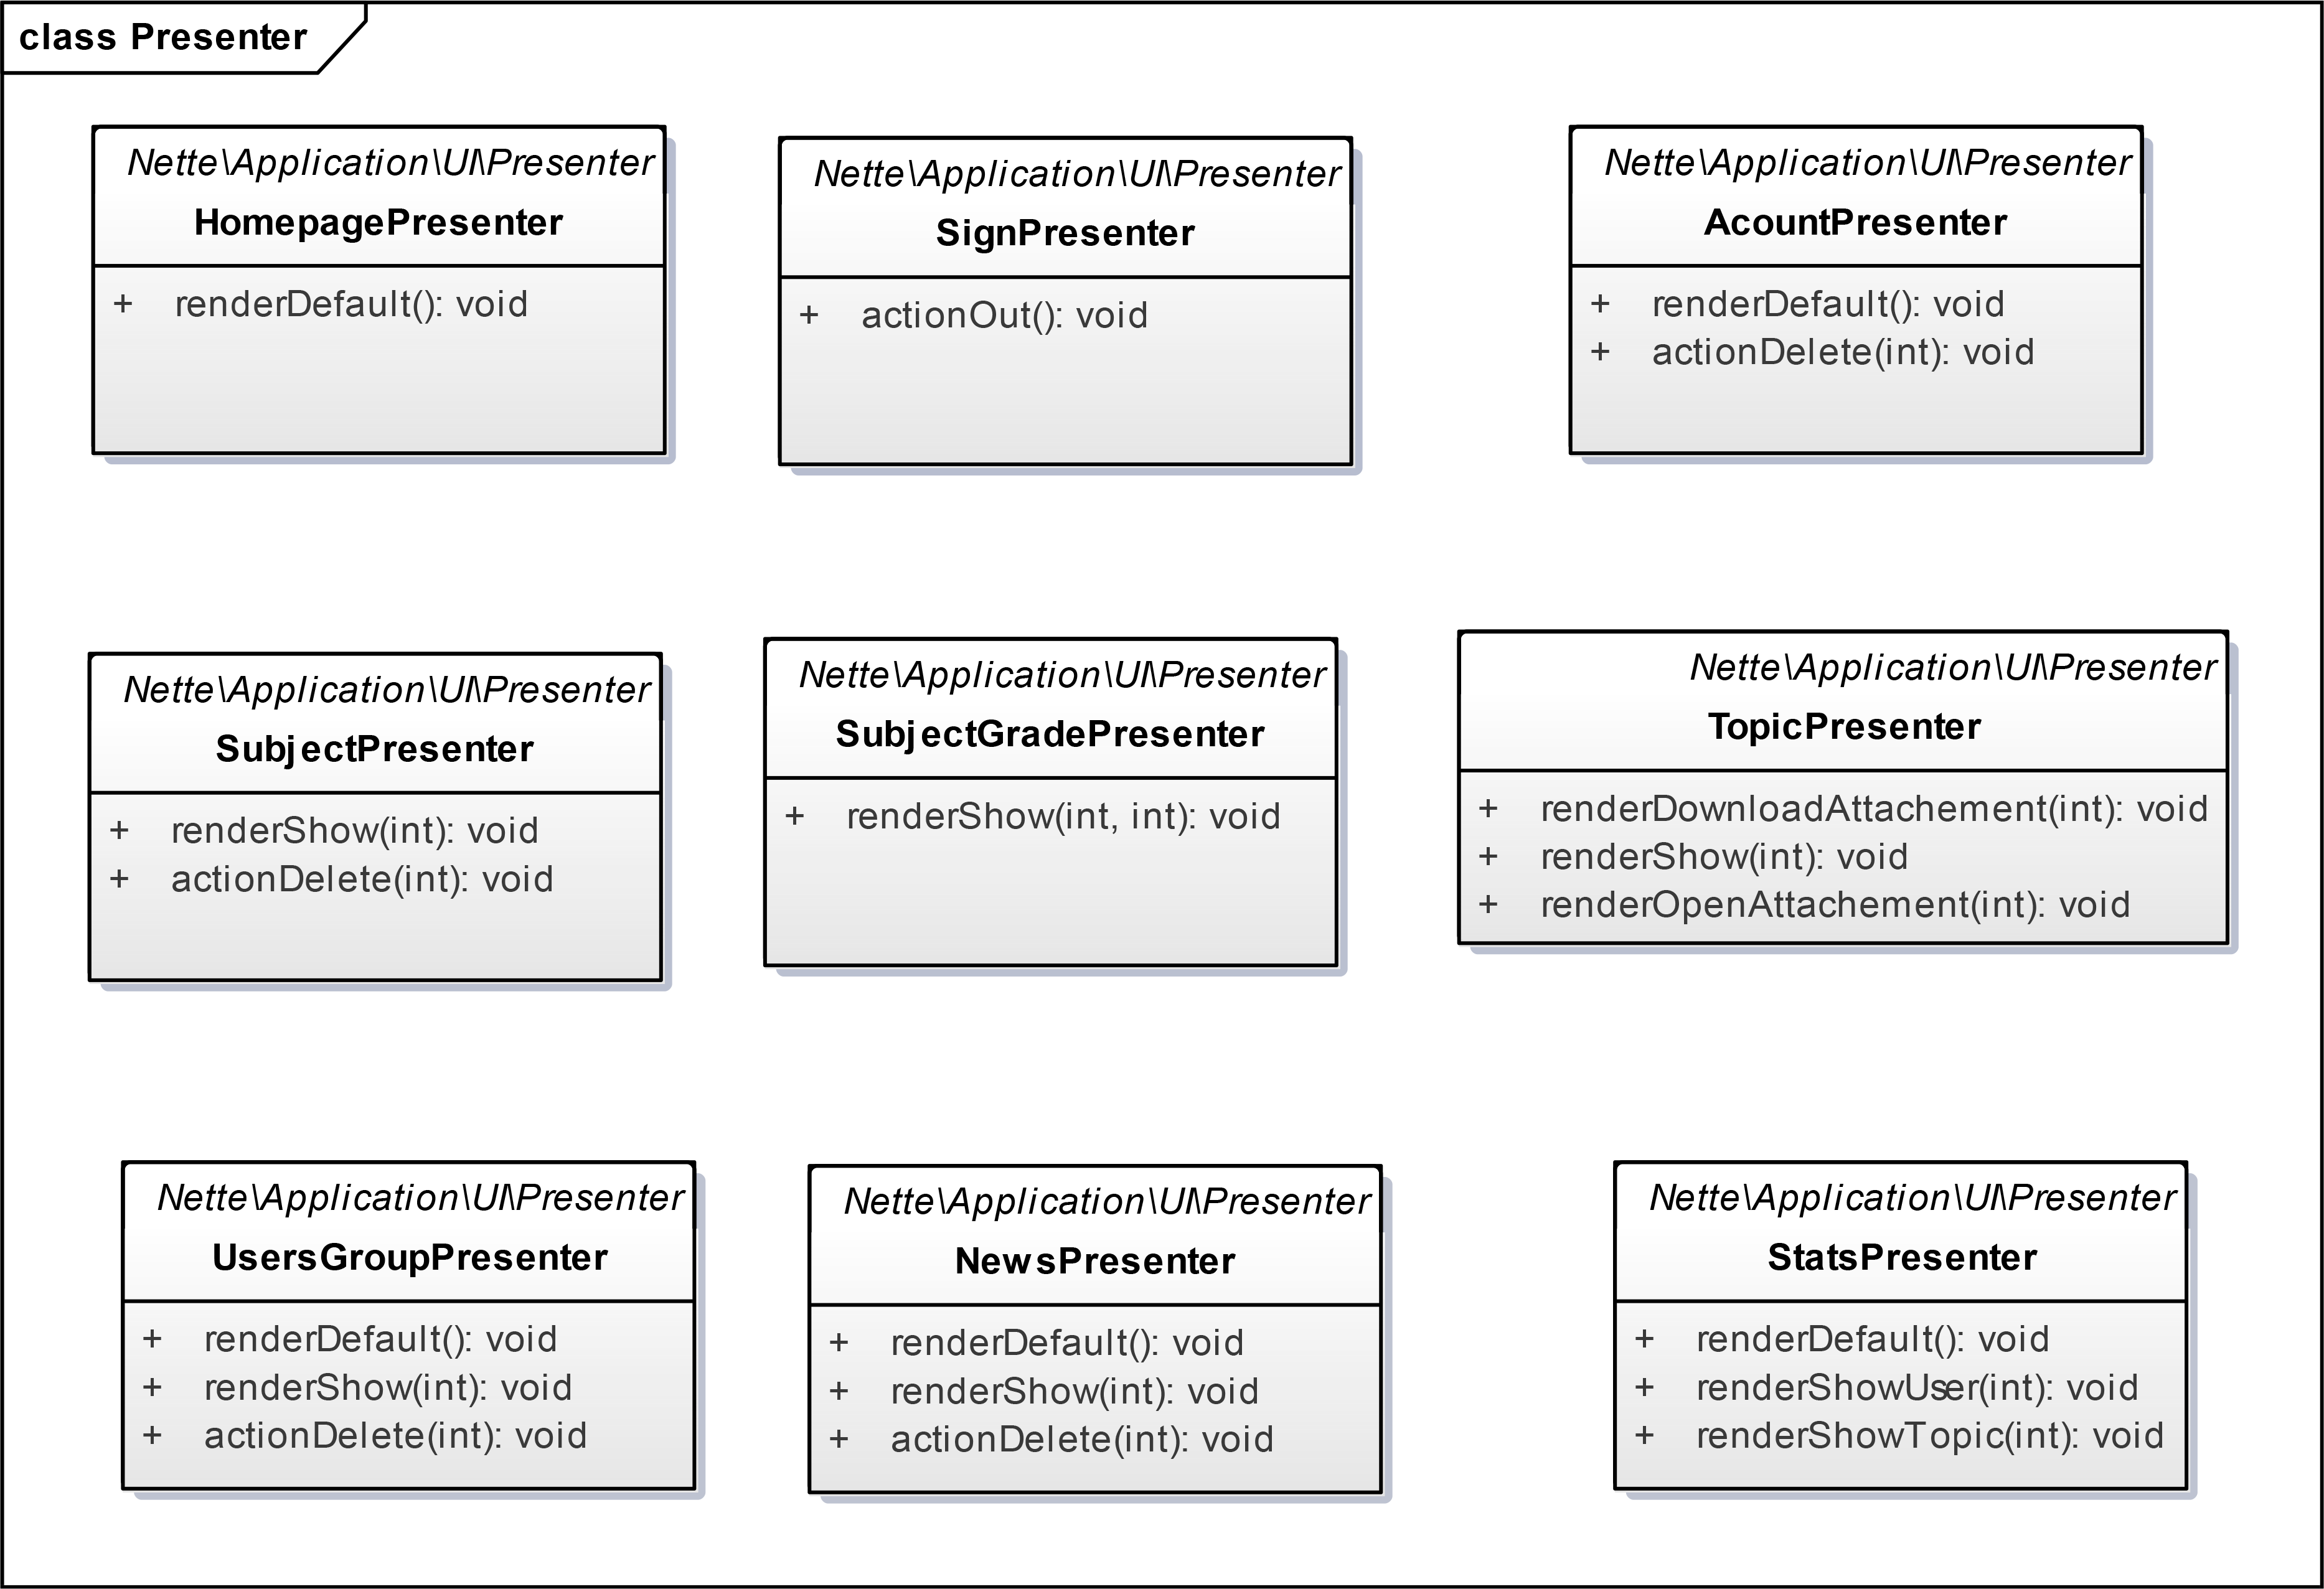 class Presenter
Nette\Application\UI\Presenter
HomepagePresenter
+ renderDefault(): void
Nette\Application\UI\Presenter
SignPresenter
+ actionOut(): void
Nette\Application\UI\Presenter
AcountPresenter
+ renderDefault(): void
+ actionDelete(int): void
Nette\Application\UI\Presenter
SubjectPresenter
+ renderShow(int): void
+ actionDelete(int): void
Nette\Application\UI\Presenter
SubjectGradePresenter
+ renderShow(int, int): void
Nette\Application\UI\Presenter
TopicPresenter
+ renderDownloadAttachement(int): void
+ renderShow(int): void
+ renderOpenAttachement(int): void
Nette\Application\UI\Presenter
UsersGroupPresenter
+ renderDefault(): void
+ renderShow(int): void
+ actionDelete(int): void
Nette\Application\UI\Presenter
NewsPresenter
+ renderDefault(): void
+ renderShow(int): void
+ actionDelete(int): void
Nette\Application\UI\Presenter
StatsPresenter
+ renderDefault(): void
+ renderShowUser(int): void
+ renderShowTopic(int): void